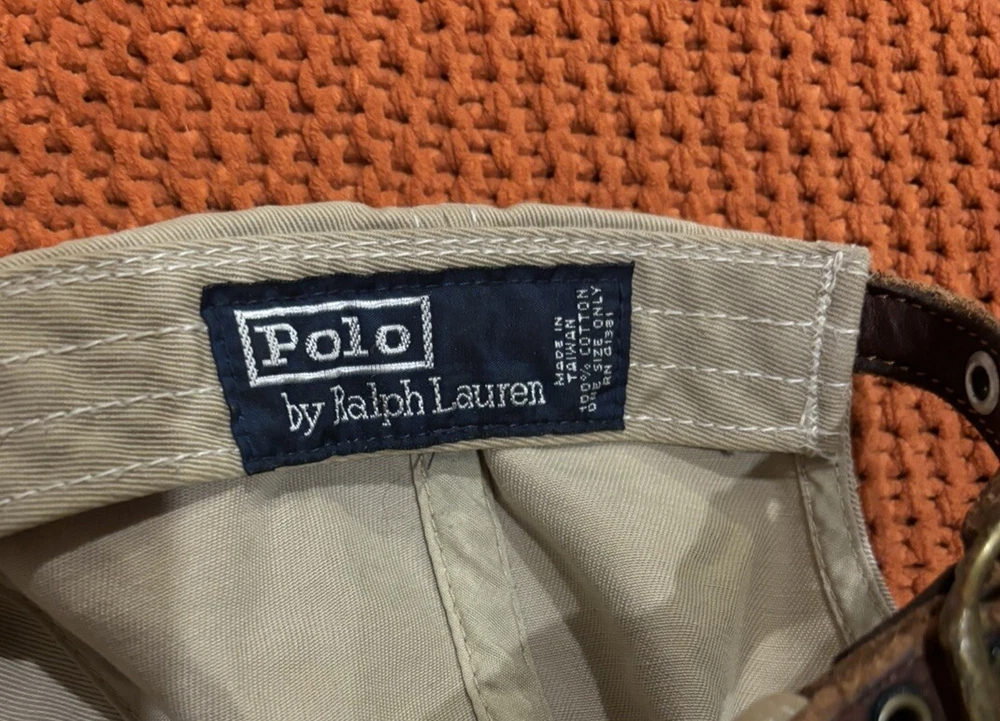 Polo
by Ralph Lauren
MADE IN
TAIWAN
100% COTTON
ONE SIZE ONLY
RN 41381